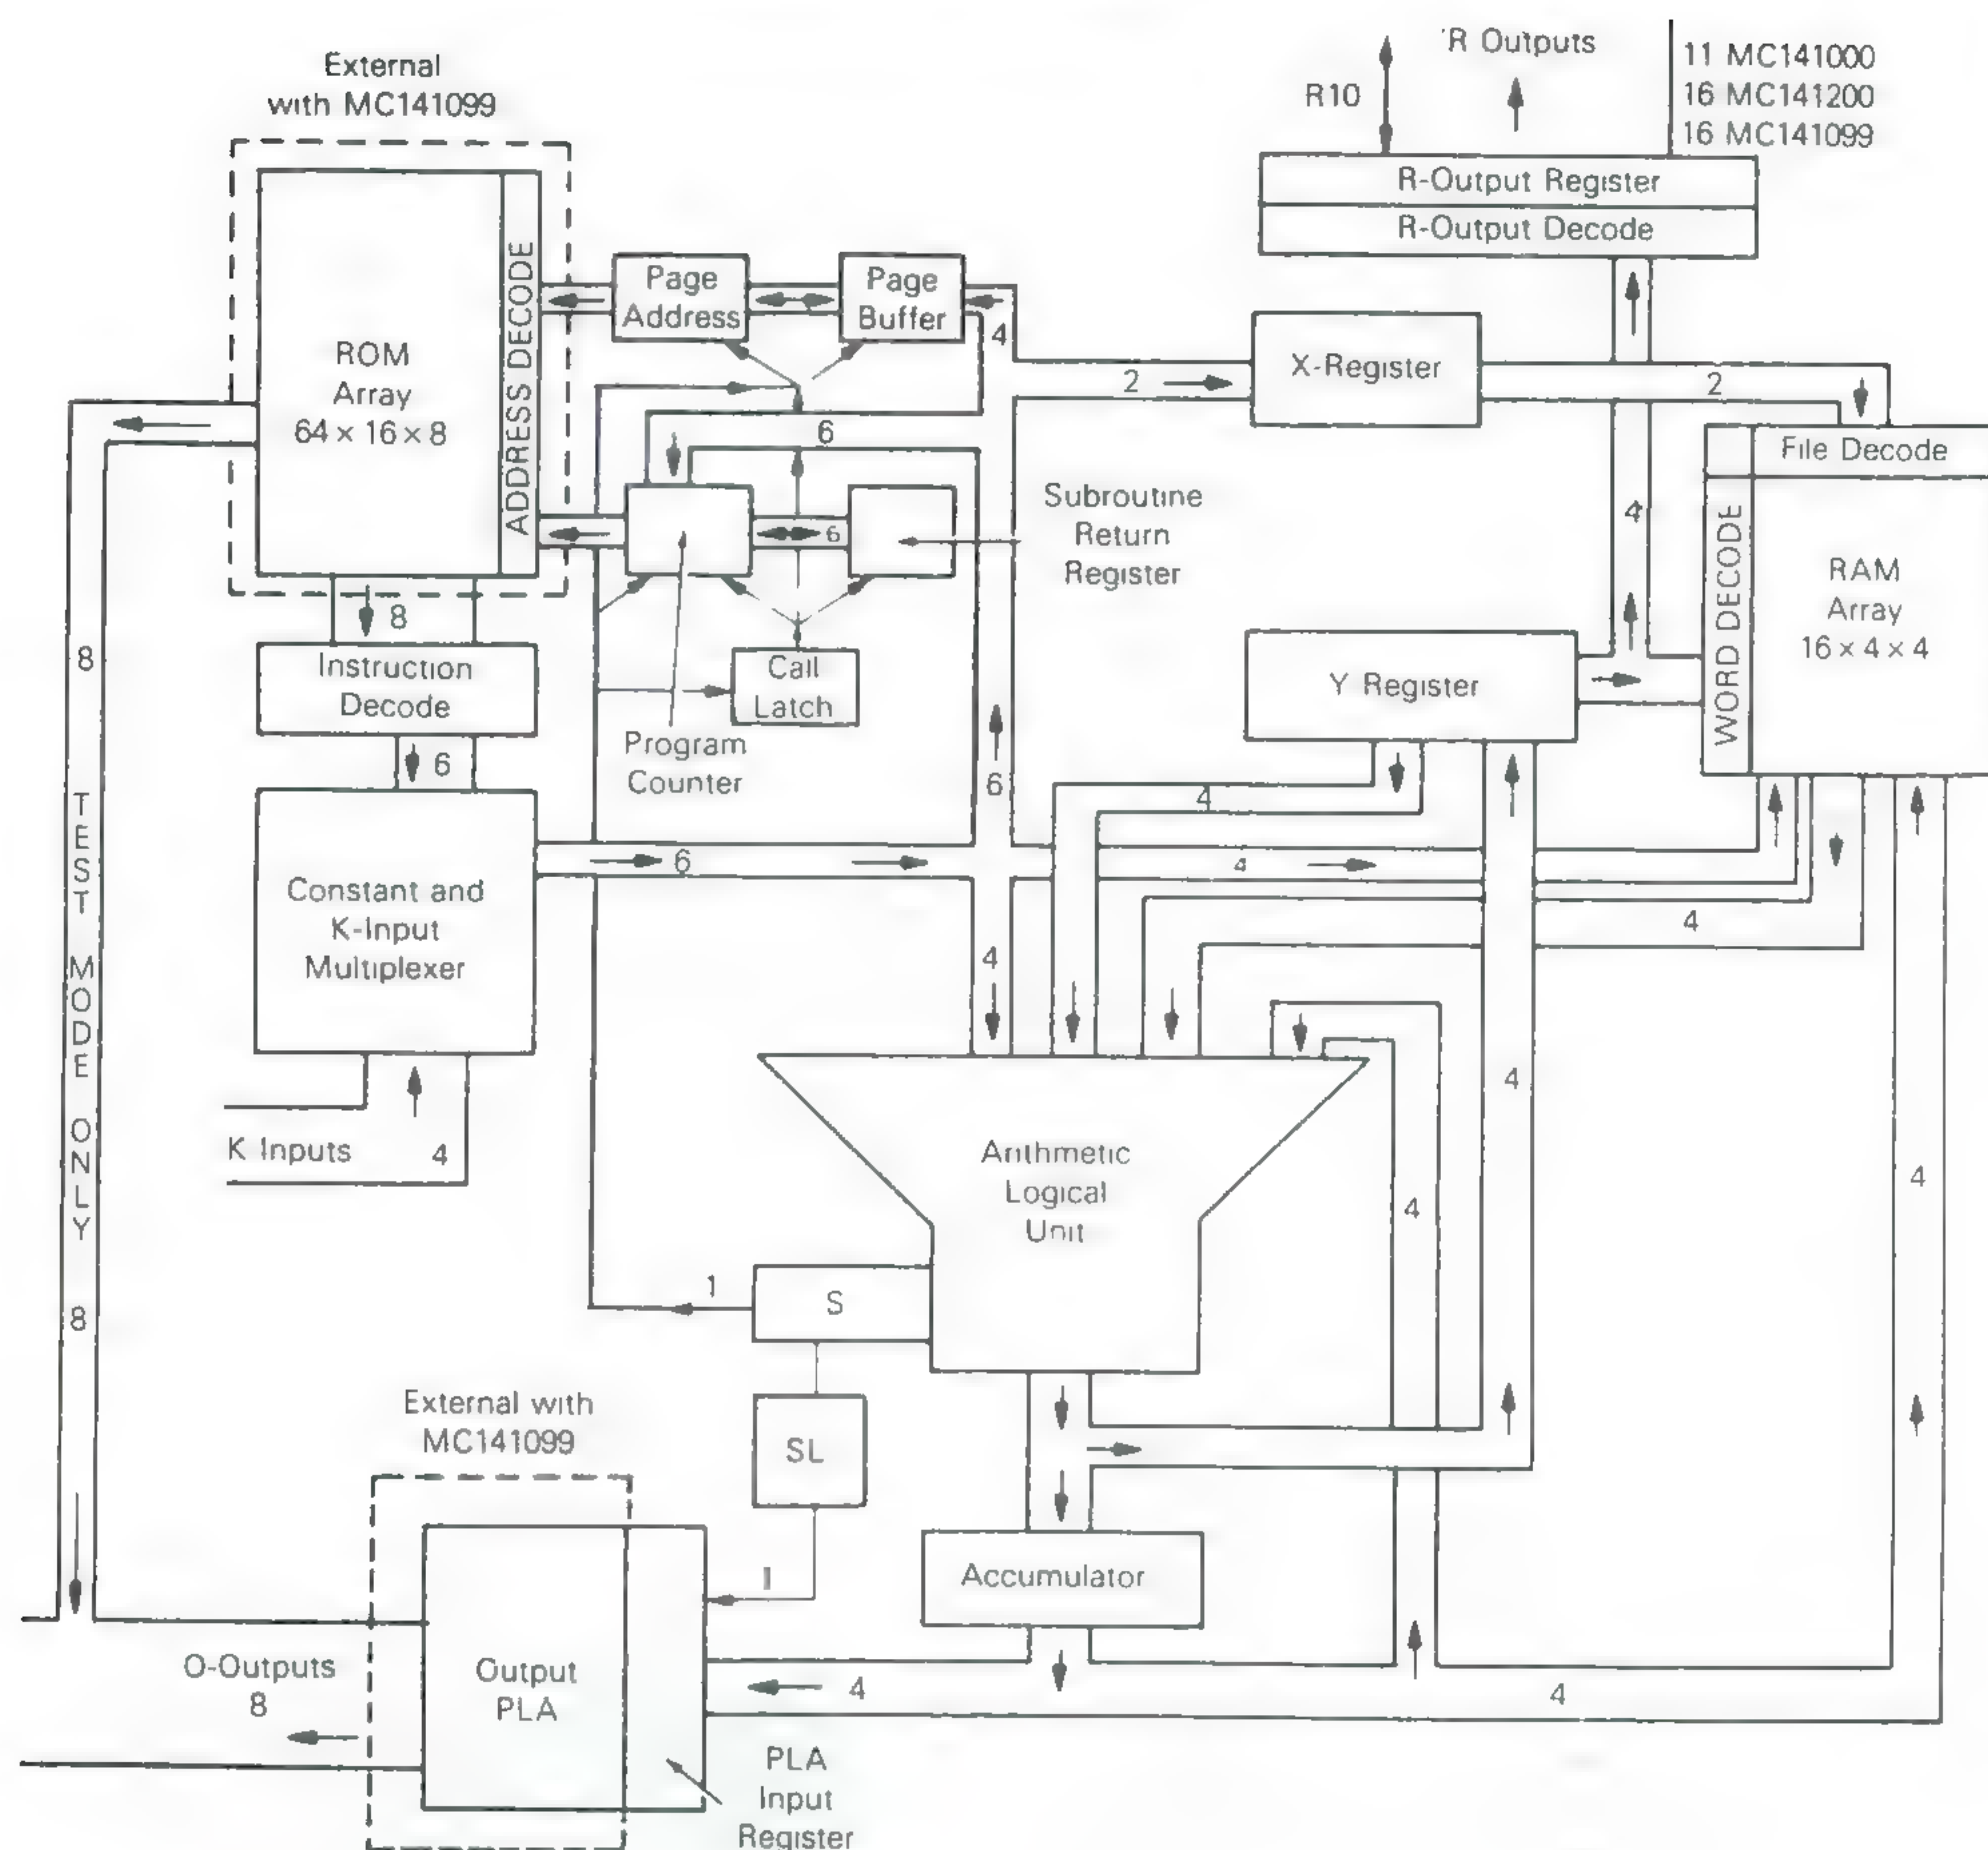 External
with MC141099
'R Outputs
R10
11 MC141000
16 MC141200
16 MC141099
R-Output Register
R-Output Decode
ROM
Array
64 × 16 × 8
ADDRESS DECODE
Page
Address
Page
Buffer
4
2
X-Register
2
6
File Decode
WORD DECODE
RAM
Array
16 × 4 × 4
4
6
Subroutine
Return
Register
8
8
Instruction
Decode
Call
Latch
Program
Counter
Y Register
6
6
4
TEST MODE ONLY
Constant and
K-Input
Multiplexer
6
4
4
4
K Inputs
4
4
4
4
Arithmetic
Logical
Unit
1
S
8
SL
External with
MC141099
1
Accumulator
O-Outputs
8
Output
PLA
4
4
PLA
Input
Register